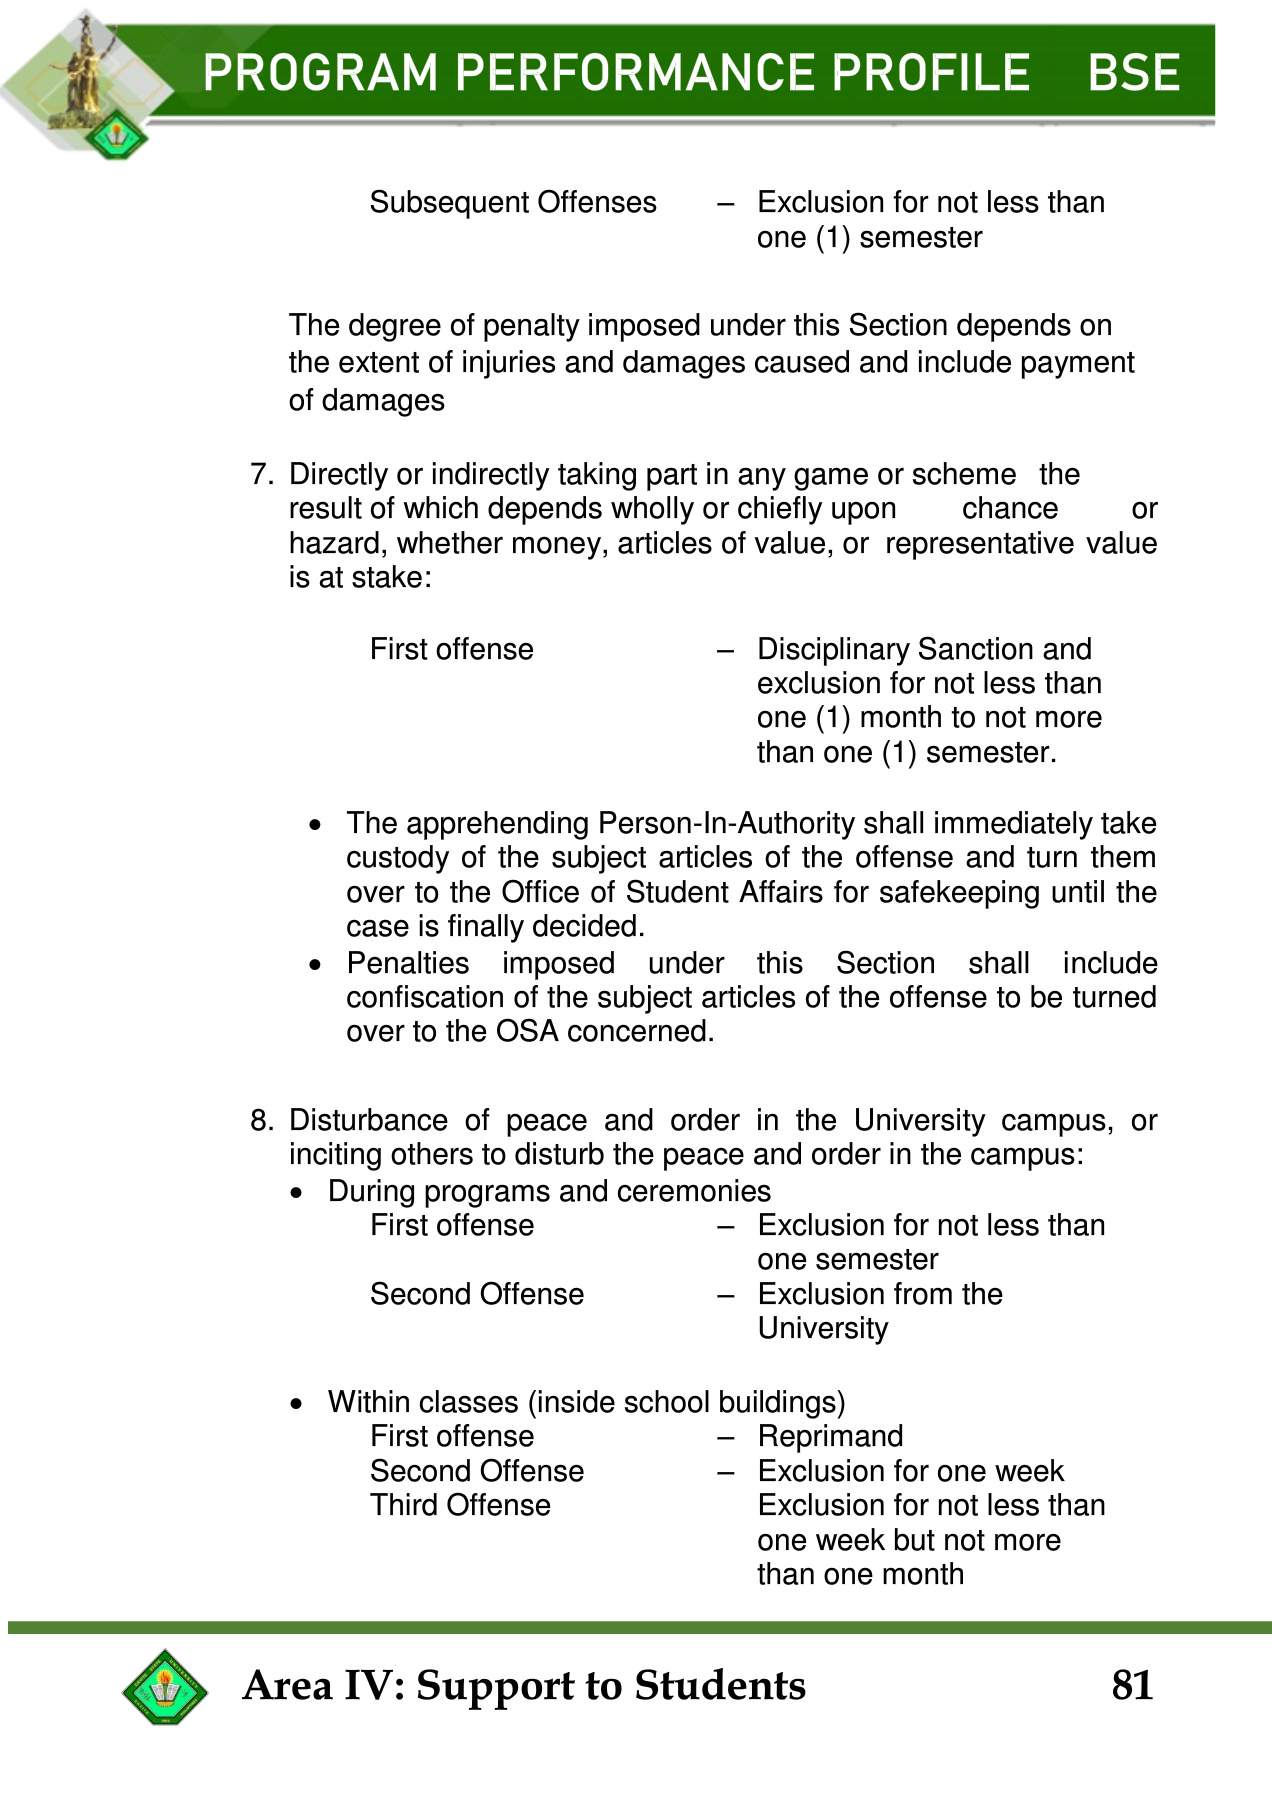 PROGRAM PERFORMANCE PROFILE BSE
Subsequent Offenses – Exclusion for not less than
one (1) semester
The degree of penalty imposed under this Section depends on
the extent of injuries and damages caused and include payment
of damages
7. Directly or indirectly taking part in any game or scheme the
result of which depends wholly or chiefly upon chance or
hazard, whether money, articles of value, or representative value
is at stake:
First offense – Disciplinary Sanction and
exclusion for not less than
one (1) month to not more
than one (1) semester.
• The apprehending Person-In-Authority shall immediately take
custody of the subject articles of the offense and turn them
over to the Office of Student Affairs for safekeeping until the
case is finally decided.
• Penalties imposed under this Section shall include
confiscation of the subject articles of the offense to be turned
over to the OSA concerned.
8. Disturbance of peace and order in the University campus, or
inciting others to disturb the peace and order in the campus:
• During programs and ceremonies
First offense – Exclusion for not less than
one semester
Second Offense – Exclusion from the
University
• Within classes (inside school buildings)
First offense – Reprimand
Second Offense – Exclusion for one week
Third Offense Exclusion for not less than
one week but not more
than one month
Area IV: Support to Students 81